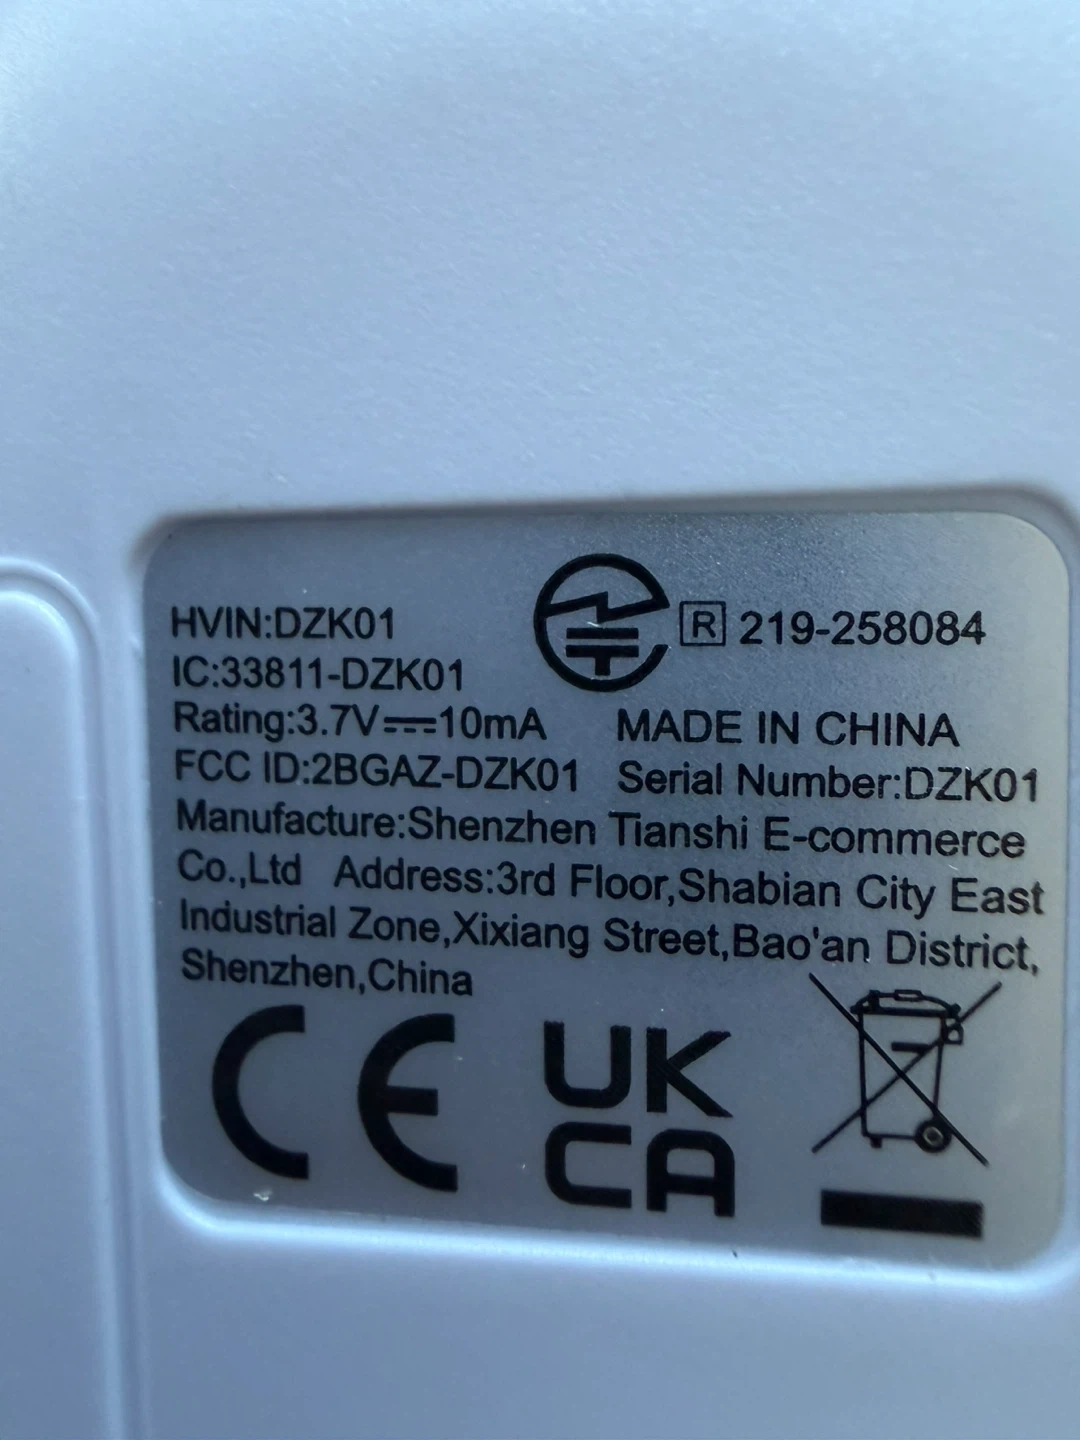 HVIN:DZK01
R 219-258084
IC:33811-DZK01
Rating:3.7V⎓10mA
MADE IN CHINA
FCC ID:2BGAZ-DZK01
Serial Number:DZK01
Manufacture:Shenzhen Tianshi E-commerce
Co.,Ltd Address:3rd Floor,Shabian City East
Industrial Zone,Xixiang Street,Bao'an District,
Shenzhen,China
CE
UK
CA